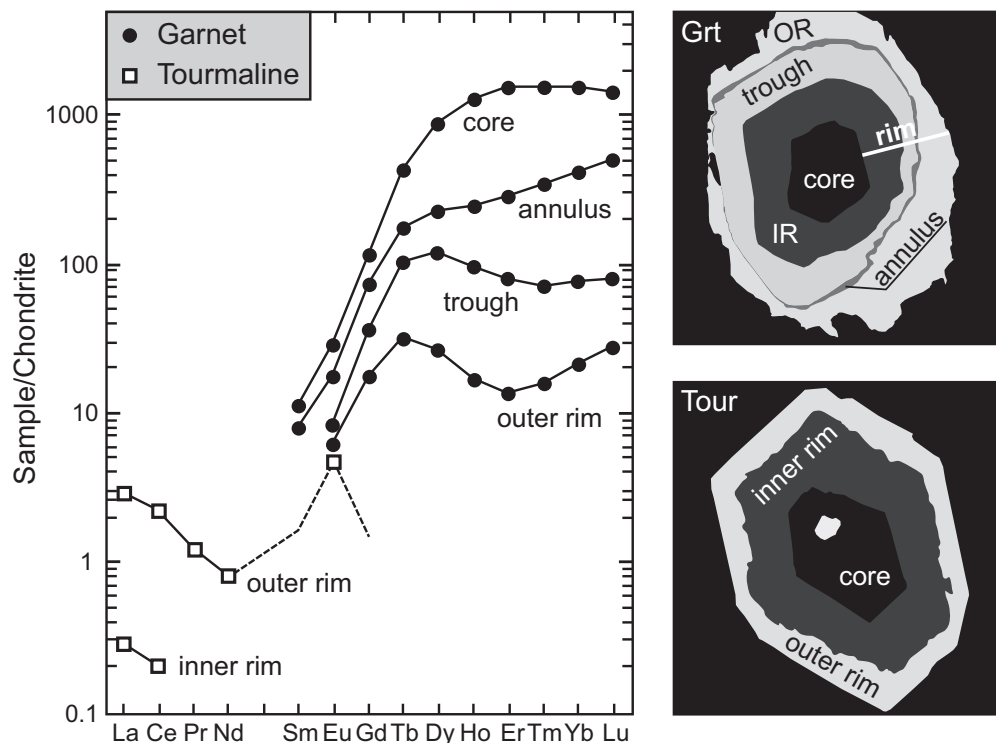 Garnet
Tourmaline
Sample/Chondrite
1000
100
10
1
0.1
core
annulus
trough
outer rim
outer rim
inner rim
La Ce Pr Nd Sm Eu Gd Tb Dy Ho Er Tm Yb Lu
Grt
OR
trough
rim
core
IR
annulus
Tour
inner rim
core
outer rim